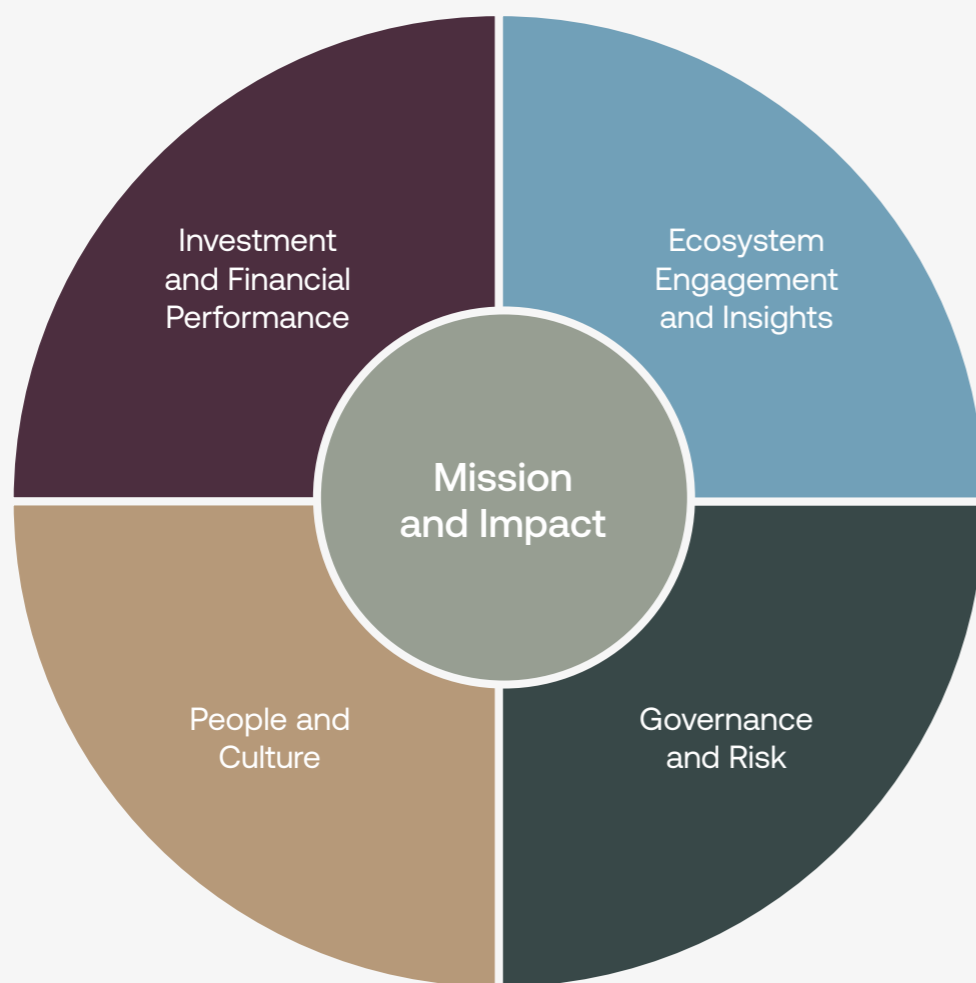 Investment
and Financial
Performance
Ecosystem
Engagement
and Insights
Mission
and Impact
People and
Culture
Governance
and Risk